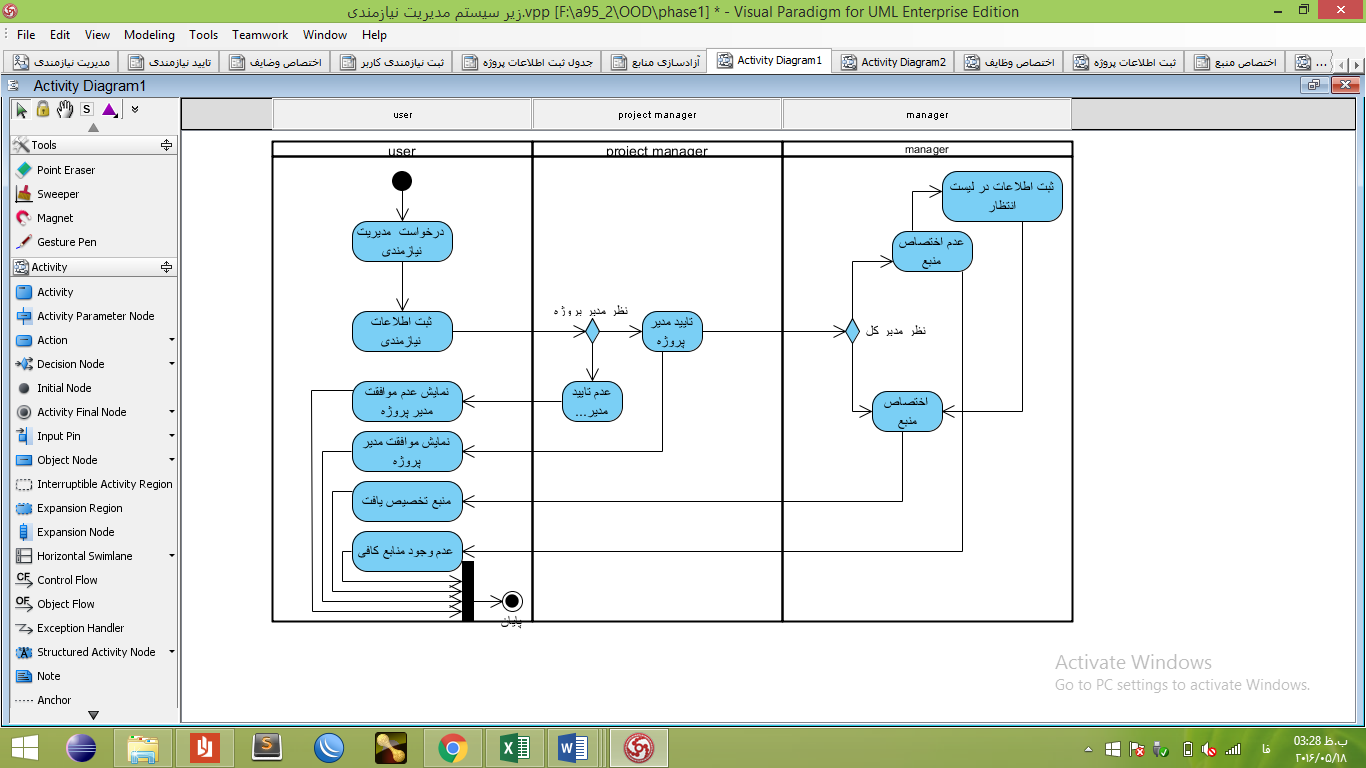 زیر سیستم مدیریت نیازمندی.vpp [F:\a95_2\OOD\phase1] * - Visual Paradigm for UML Enterprise Edition
File Edit View Modeling Tools Teamwork Window Help
مدیریت نیازمندی
تایید نیازمندی
اختصاص وضایف
ثبت نیازمندی کاربر
جدول ثبت اطلاعات پروژه
آزادسازی منابع
Activity Diagram1
Activity Diagram2
اختصاص وظایف
ثبت اطلاعات پروژه
اختصاص منبع
...
Activity Diagram1
S
Tools
Point Eraser
Sweeper
Magnet
Gesture Pen
Activity
Activity
Activity Parameter Node
Action
Decision Node
Initial Node
Activity Final Node
Input Pin
Object Node
Interruptible Activity Region
Expansion Region
Expansion Node
Horizontal Swimlane
Control Flow
Object Flow
Exception Handler
Structured Activity Node
Note
Anchor
user
project manager
manager
user
project manager
manager
درخواست مدیریت
نیازمندی
ثبت اطلاعات
نیازمندی
نظر مدیر پروژه
تایید مدیر
پروژه
عدم تایید
مدیر...
نظر مدیر کل
ثبت اطلاعات در لیست
انتظار
عدم اختصاص
منبع
اختصاص
منبع
نمایش عدم موافقت
مدیر پروژه
نمایش موافقت مدیر
پروژه
منبع تخصیص یافت
عدم وجود منابع کافی
پایان
Activate Windows
Go to PC settings to activate Windows.
فا
03:28 ب.ظ
۲۰۱۶/۰۵/۱۸